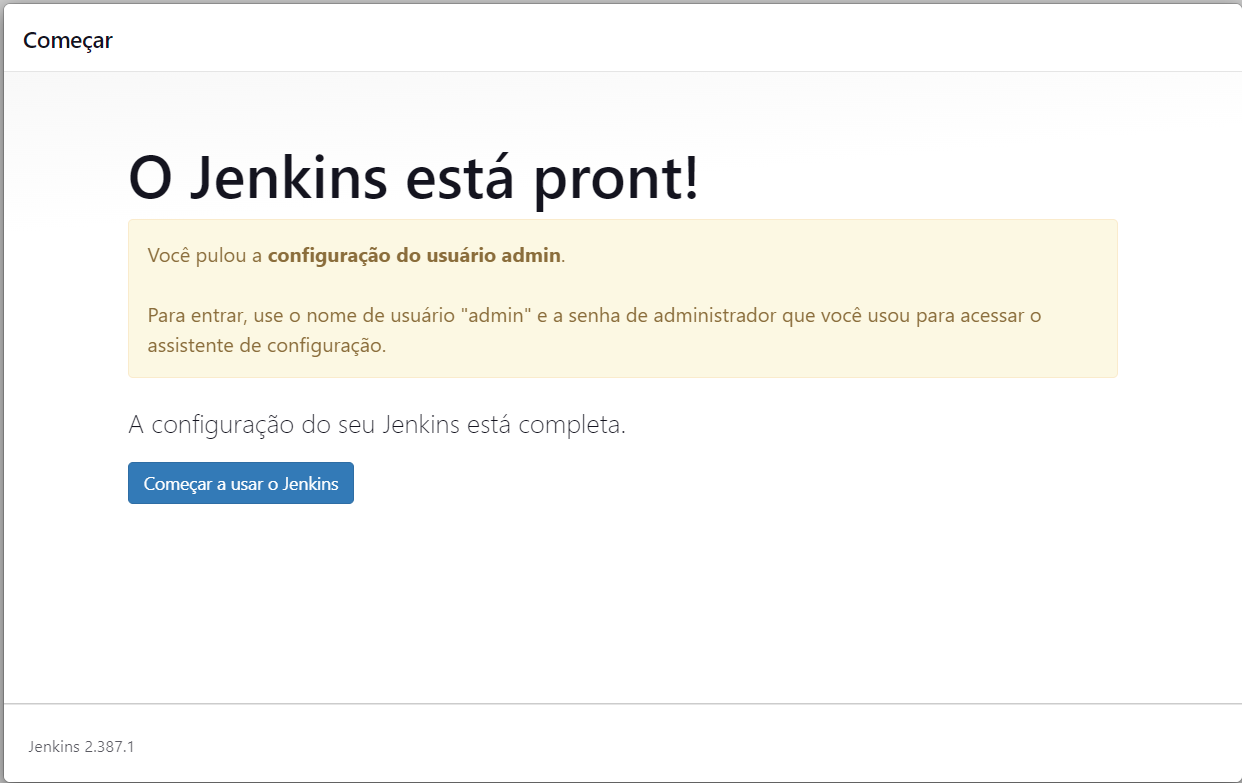 Começar
O Jenkins está pront!
Você pulou a configuração do usuário admin.
Para entrar, use o nome de usuário "admin" e a senha de administrador que você usou para acessar o
assistente de configuração.
A configuração do seu Jenkins está completa.
Começar a usar o Jenkins
Jenkins 2.387.1